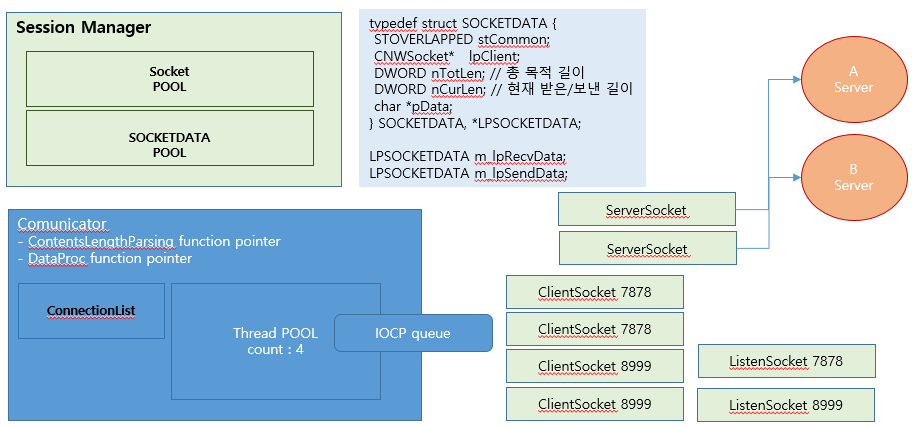 Session Manager
Socket
POOL
SOCKETDATA
POOL
typedef struct SOCKETDATA {
STOVERLAPPED stCommon;
CNWSocket* lpClient;
DWORD nTotLen; // 총 목적 길이
DWORD nCurLen; // 현재 받은/보낸 길이
char *pData;
} SOCKETDATA, *LPSOCKETDATA;
LPSOCKETDATA m_lpRecvData;
LPSOCKETDATA m_lpSendData;
A
Server
B
Server
ServerSocket
ServerSocket
Comunicator
- ContentsLengthParsing function pointer
- DataProc function pointer
ConnectionList
Thread POOL
count : 4
IOCP queue
ClientSocket 7878
ClientSocket 7878
ClientSocket 8999
ClientSocket 8999
ListenSocket 7878
ListenSocket 8999